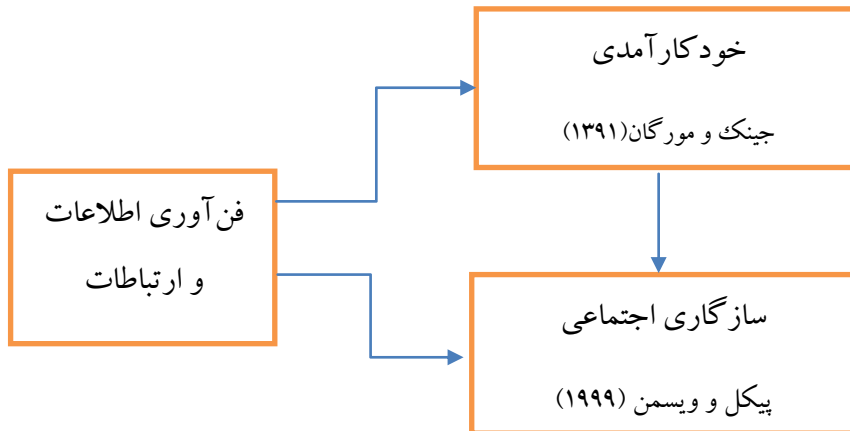 خودکارآمدی
جینک و مورگان(۱۳۹۱)
فن‌آوری اطلاعات
و ارتباطات
سازگاری اجتماعی
پیکل و ویسمن (۱۹۹۹)